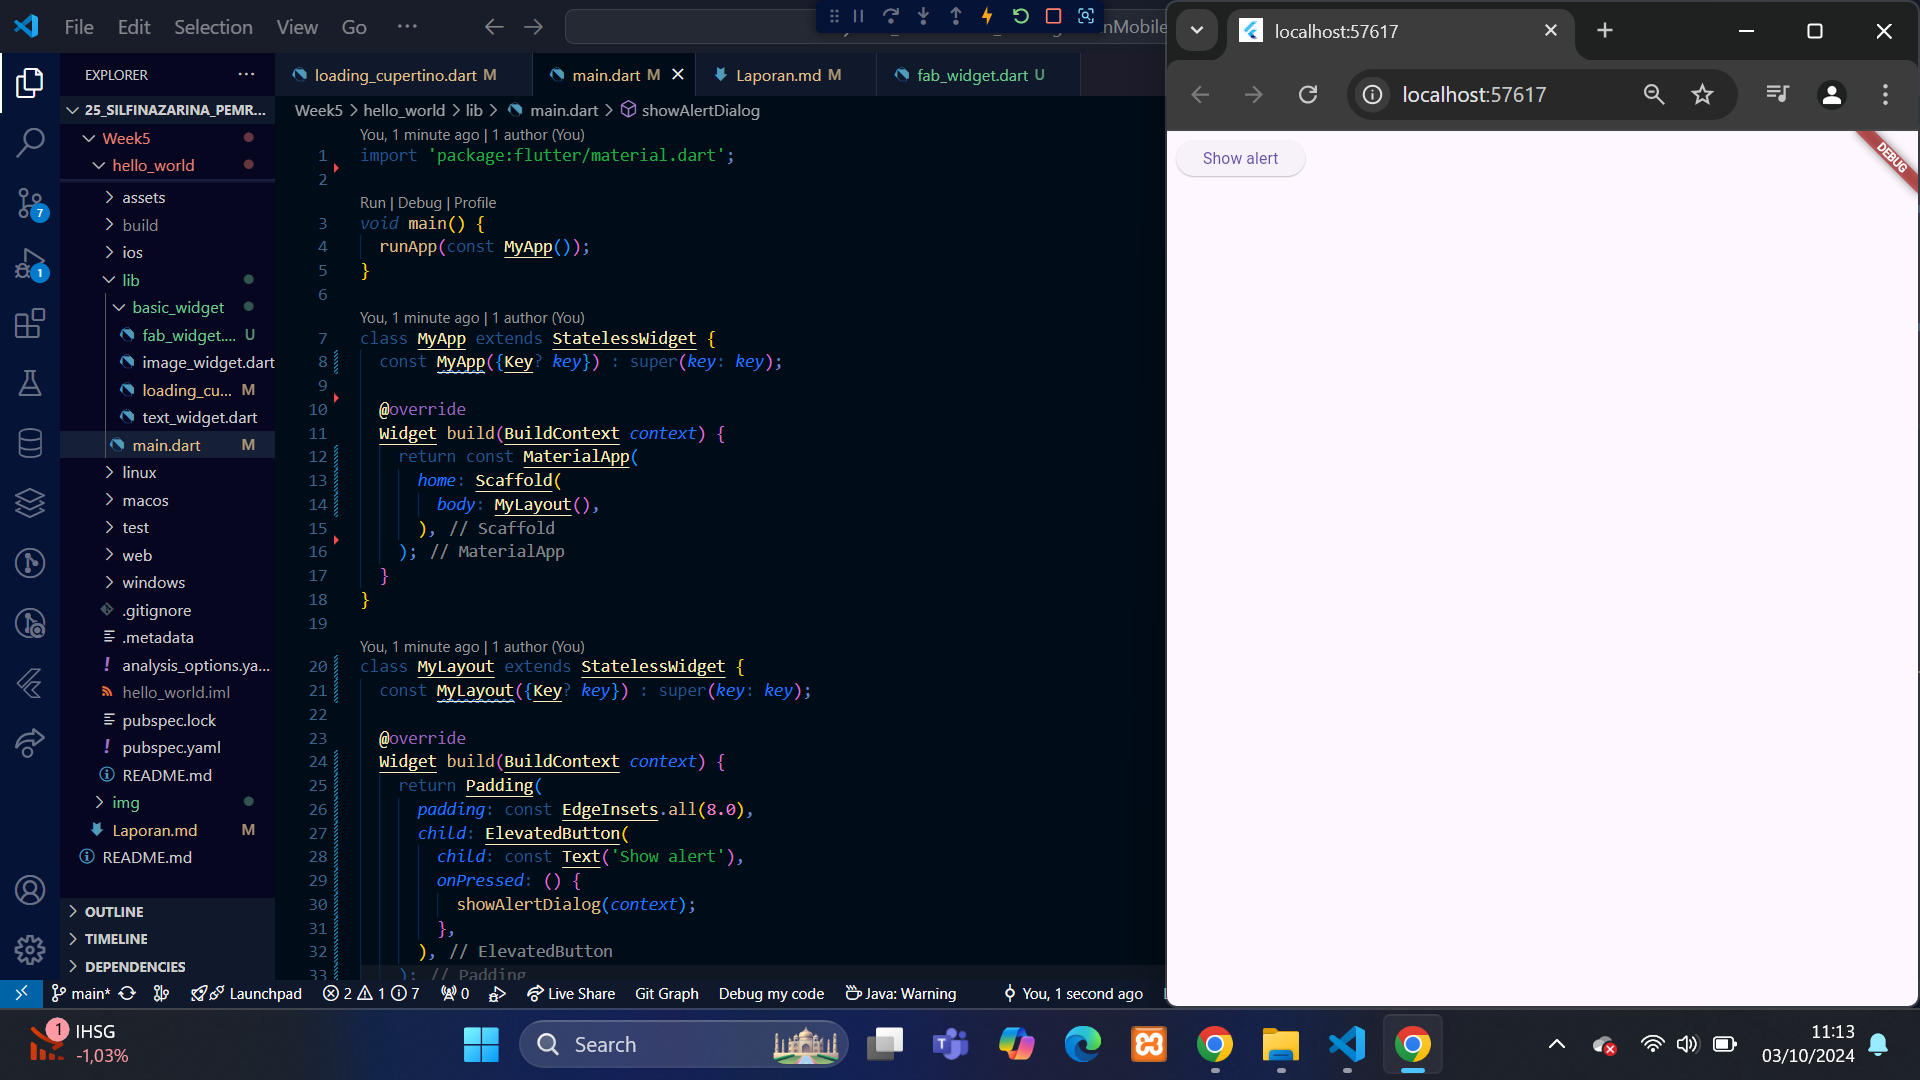 File Edit Selection View Go ···
nMobile
EXPLORER ···
25_SILFINAZARINA_PEMR...
Week5
hello_world
assets
build
ios
lib
basic_widget
fab_widget.... U
image_widget.dart
loading_cu... M
text_widget.dart
main.dart M
linux
macos
test
web
windows
.gitignore
.metadata
! analysis_options.ya...
hello_world.iml
pubspec.lock
! pubspec.yaml
README.md
img
Laporan.md M
README.md
OUTLINE
TIMELINE
DEPENDENCIES
7
1
loading_cupertino.dart M main.dart M Laporan.md M fab_widget.dart U
Week5 > hello_world > lib > main.dart > showAlertDialog
You, 1 minute ago | 1 author (You)
1 import 'package:flutter/material.dart';
2
Run | Debug | Profile
3 void main() {
4 runApp(const MyApp());
5 }
6
You, 1 minute ago | 1 author (You)
7 class MyApp extends StatelessWidget {
8 const MyApp({Key? key}) : super(key: key);
9
10 @override
11 Widget build(BuildContext context) {
12 return const MaterialApp(
13 home: Scaffold(
14 body: MyLayout(),
15 ), // Scaffold
16 ); // MaterialApp
17 }
18 }
19
You, 1 minute ago | 1 author (You)
20 class MyLayout extends StatelessWidget {
21 const MyLayout({Key? key}) : super(key: key);
22
23 @override
24 Widget build(BuildContext context) {
25 return Padding(
26 padding: const EdgeInsets.all(8.0),
27 child: ElevatedButton(
28 child: const Text('Show alert'),
29 onPressed: () {
30 showAlertDialog(context);
31 },
32 ), // ElevatedButton
33 ); // Padding
main* Launchpad 2 1 7 0 Live Share Git Graph Debug my code Java: Warning You, 1 second ago
localhost:57617
localhost:57617
Show alert
DEBUG
1
IHSG
-1,03%
Search
11:13
03/10/2024